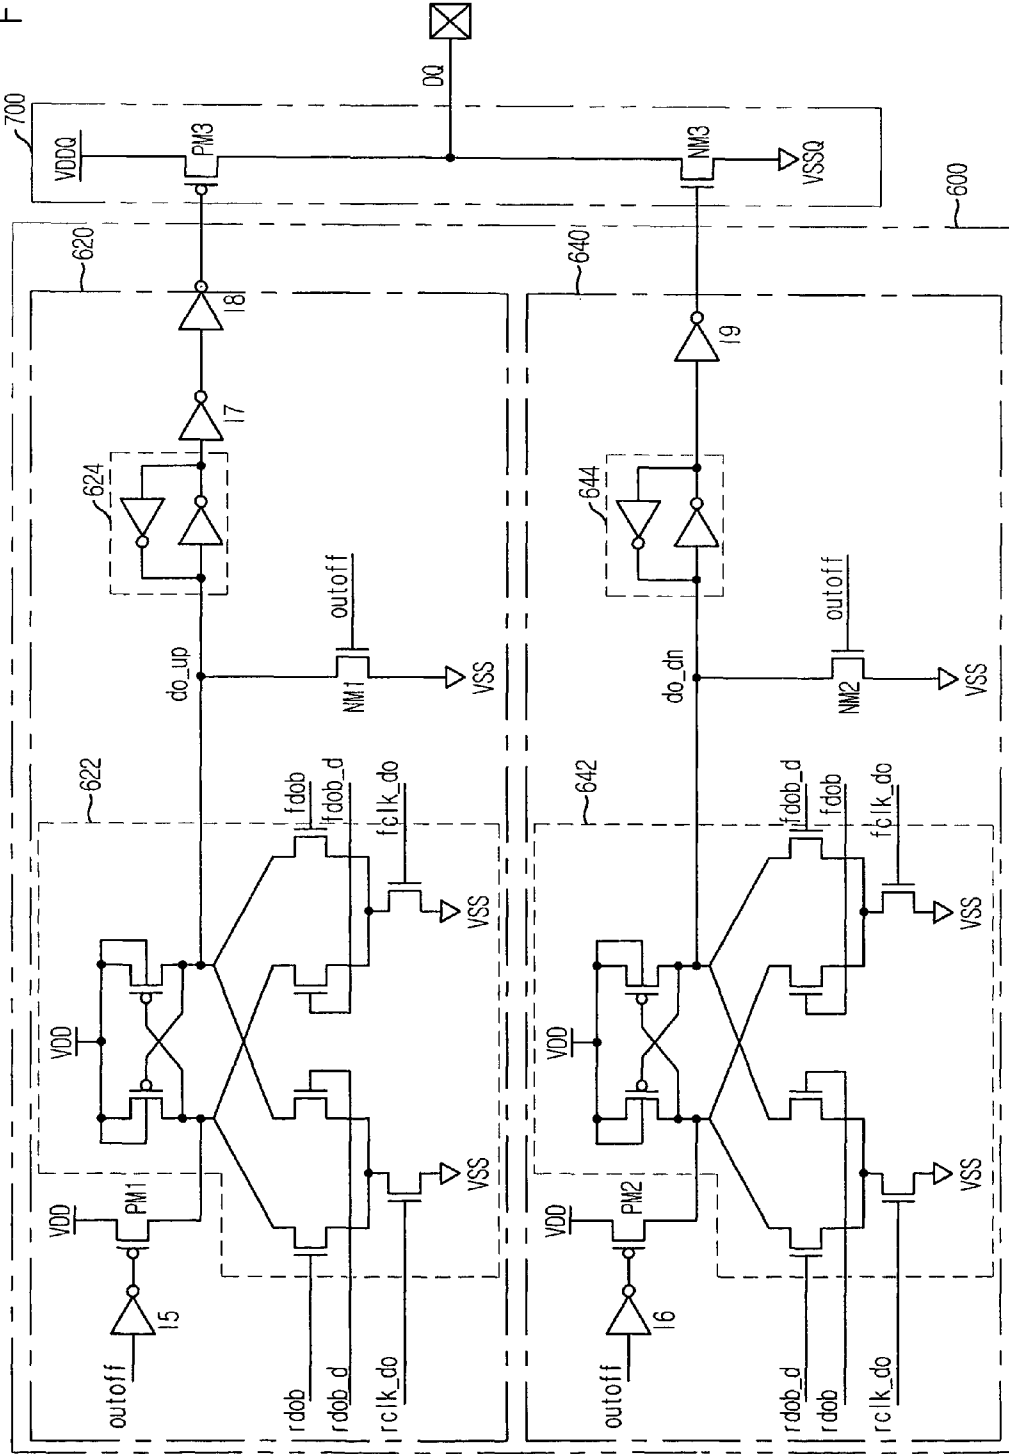 F
700
VDDQ
PM3
DQ
NM3
VSSQ
600
620
I8
I7
624
do_up
outoff
NM1
VSS
622
VDD
fdob
fdob_d
fclk_do
VSS
VSS
VDD
PM1
I5
outoff
rdob
rdob_d
rclk_do
640
I9
644
do_dn
outoff
NM2
VSS
642
VDD
fdob_d
fdob
fclk_do
VSS
VSS
VDD
PM2
I6
outoff
rdob_d
rdob
rclk_do